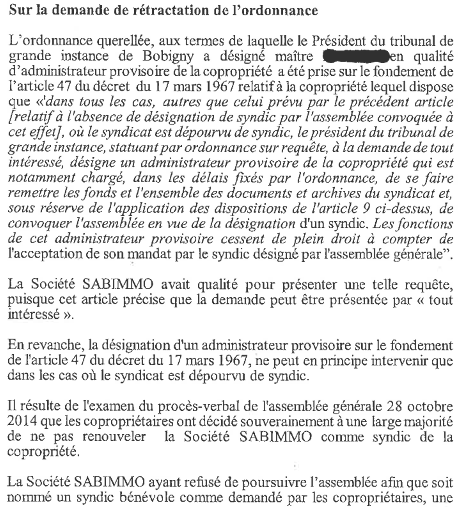 Sur la demande de rétractation de l'ordonnance
L'ordonnance querellée, aux termes de laquelle le Président du tribunal de
grande instance de Bobigny a désigné maître en qualité
d'administrateur provisoire de la copropriété a été prise sur le fondement de
l'article 47 du décret du 17 mars 1967 relatif à la copropriété lequel dispose
que «'dans tous les cas, autres que celui prévu par le précédent article
[relatif à l'absence de désignation de syndic par l'assemblée convoquée à
cet effet], où le syndicat est dépourvu de syndic, le président du tribunal de
grande instance, statuant par ordonnance sur requête, à la demande de tout
intéressé, désigne un administrateur provisoire de la copropriété qui est
notamment chargé, dans les délais fixés par l'ordonnance, de se faire
remettre les fonds et l'ensemble des documents et archives du syndicat et,
sous réserve de l'application des dispositions de l'article 9 ci-dessus, de
convoquer l'assemblée en vue de la désignation d'un syndic. Les fonctions
de cet administrateur provisoire cessent de plein droit à compter de
l'acceptation de son mandat par le syndic désigné par l'assemblée générale”.
La Société SABIMMO avait qualité pour présenter une telle requête,
puisque cet article précise que la demande peut être présentée par « tout
intéressé ».
En revanche, la désignation d'un administrateur provisoire sur le fondement
de l'article 47 du décret du 17 mars 1967, ne peut en principe intervenir que
dans les cas où le syndicat est dépourvu de syndic.
Il résulte de l'examen du procès-verbal de l'assemblée générale 28 octobre
2014 que les copropriétaires ont décidé souverainement à une large majorité
de ne pas renouveler la Société SABIMMO comme syndic de la
copropriété.
La Société SABIMMO ayant refusé de poursuivre l'assemblée afin que soit
nommé un syndic bénévole comme demandé par les copropriétaires, une